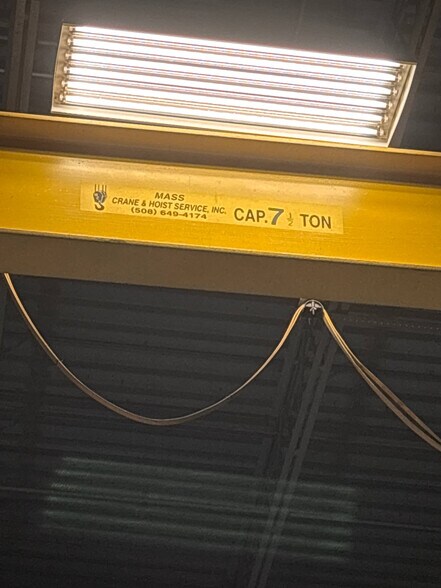 MASS
CRANE & HOIST SERVICE, INC.
(508) 649-4174
CAP. 7 ½ TON